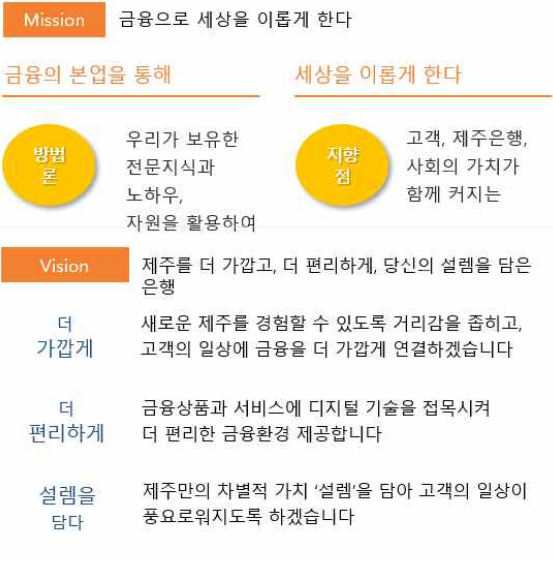 Mission 금융으로 세상을 이롭게 한다
금융의 본업을 통해
세상을 이롭게 한다
방법
론
우리가 보유한
전문지식과
노하우,
자원을 활용하여
지향
점
고객, 제주은행,
사회의 가치가
함께 커지는
Vision 제주를 더 가깝고, 더 편리하게, 당신의 설렘을 담은
은행
더
가깝게
새로운 제주를 경험할 수 있도록 거리감을 좁히고,
고객의 일상에 금융을 더 가깝게 연결하겠습니다
더
편리하게
금융상품과 서비스에 디지털 기술을 접목시켜
더 편리한 금융환경 제공합니다
설렘을
담다
제주만의 차별적 가치 ‘설렘’을 담아 고객의 일상이
풍요로워지도록 하겠습니다